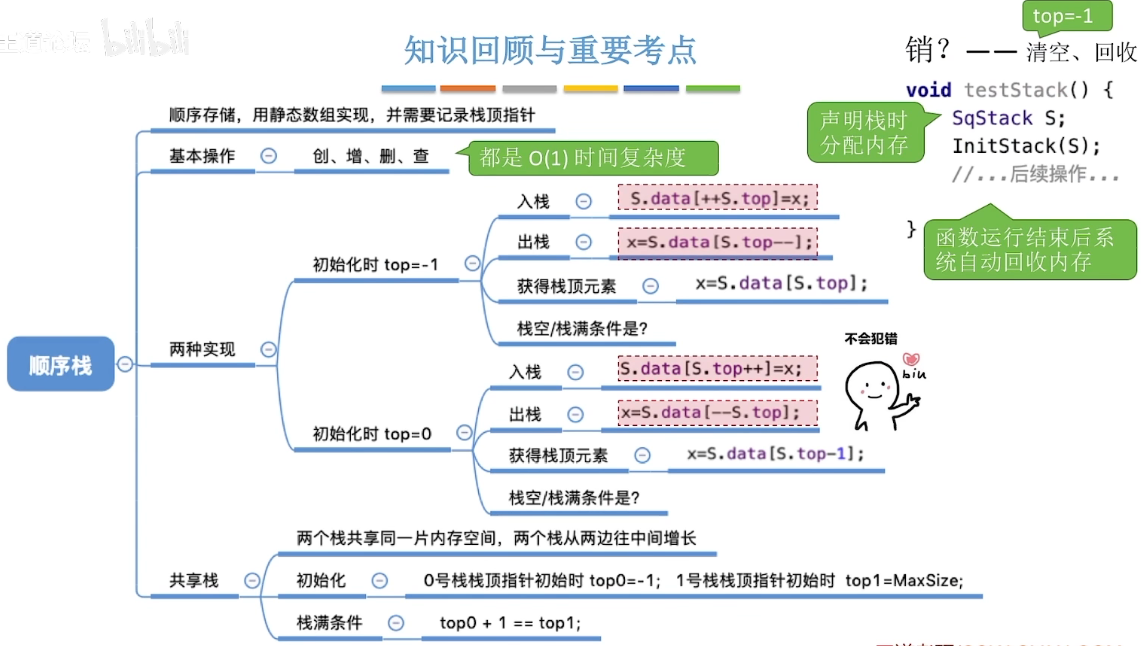 bilibili
知识回顾与重要考点
top=-1
销？—— 清空、回收
void testStack() {
SqStack S;
InitStack(S);
//...后续操作...
}
声明栈时
分配内存
函数运行结束后系
统自动回收内存
顺序存储，用静态数组实现，并需要记录栈顶指针
基本操作
创、增、删、查
都是 O(1) 时间复杂度
入栈
S.data[++S.top]=x;
出栈
x=S.data[S.top--];
初始化时 top=-1
获得栈顶元素
x=S.data[S.top];
栈空/栈满条件是?
两种实现
顺序栈
不会犯错
biu
入栈
S.data[S.top++]=x;
出栈
x=S.data[--S.top];
初始化时 top=0
获得栈顶元素
x=S.data[S.top-1];
栈空/栈满条件是?
两个栈共享同一片内存空间，两个栈从两边往中间增长
共享栈
初始化
0号栈栈顶指针初始时 top0=-1; 1号栈栈顶指针初始时 top1=MaxSize;
栈满条件
top0 + 1 == top1;